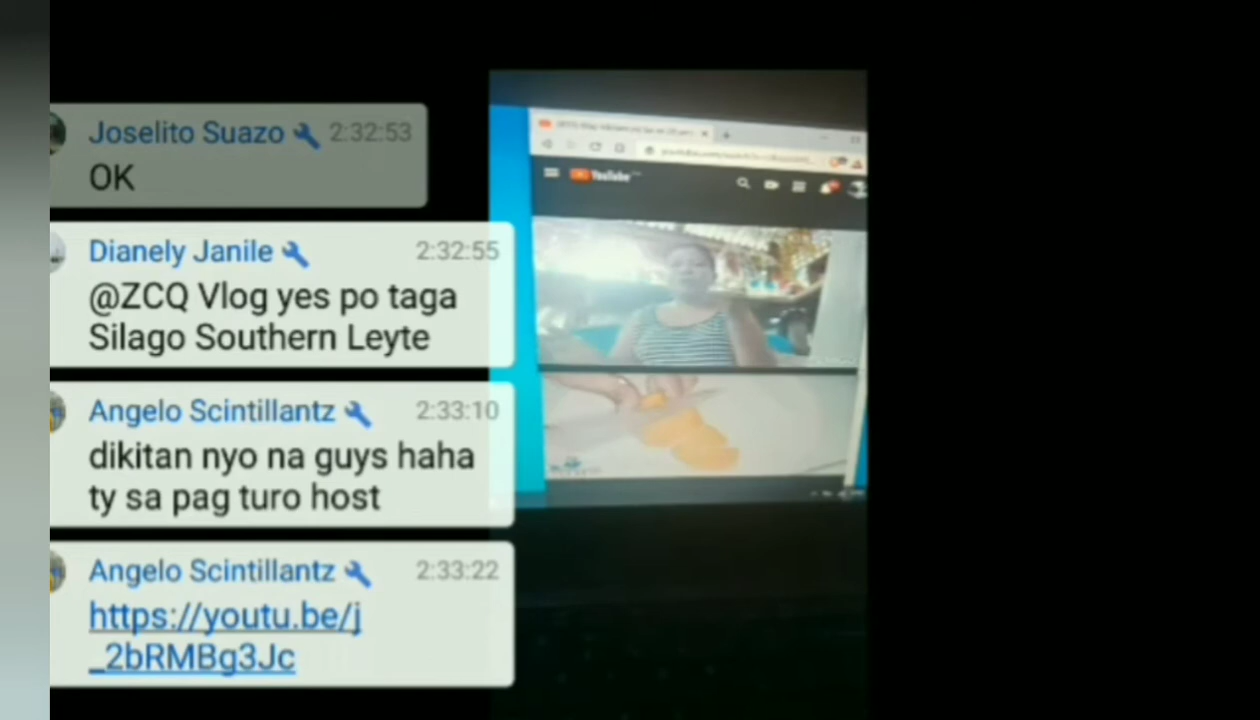 Joselito Suazo 2:32:53
OK
Dianely Janile 2:32:55
@ZCQ Vlog yes po taga
Silago Southern Leyte
Angelo Scintillantz 2:33:10
dikitan nyo na guys haha
ty sa pag turo host
Angelo Scintillantz 2:33:22
https://youtu.be/j
_2bRMBg3Jc
YouTube